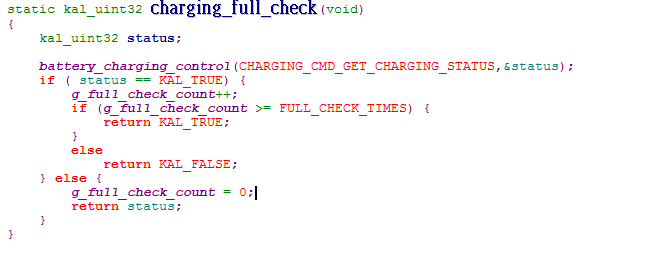 static kal_uint32 charging_full_check(void)
{
    kal_uint32 status;

    battery_charging_control(CHARGING_CMD_GET_CHARGING_STATUS,&status);
    if ( status == KAL_TRUE) {
        g_full_check_count++;
        if (g_full_check_count >= FULL_CHECK_TIMES) {
            return KAL_TRUE;
        }
        else
            return KAL_FALSE;
    } else {
        g_full_check_count = 0;
        return status;
    }
}